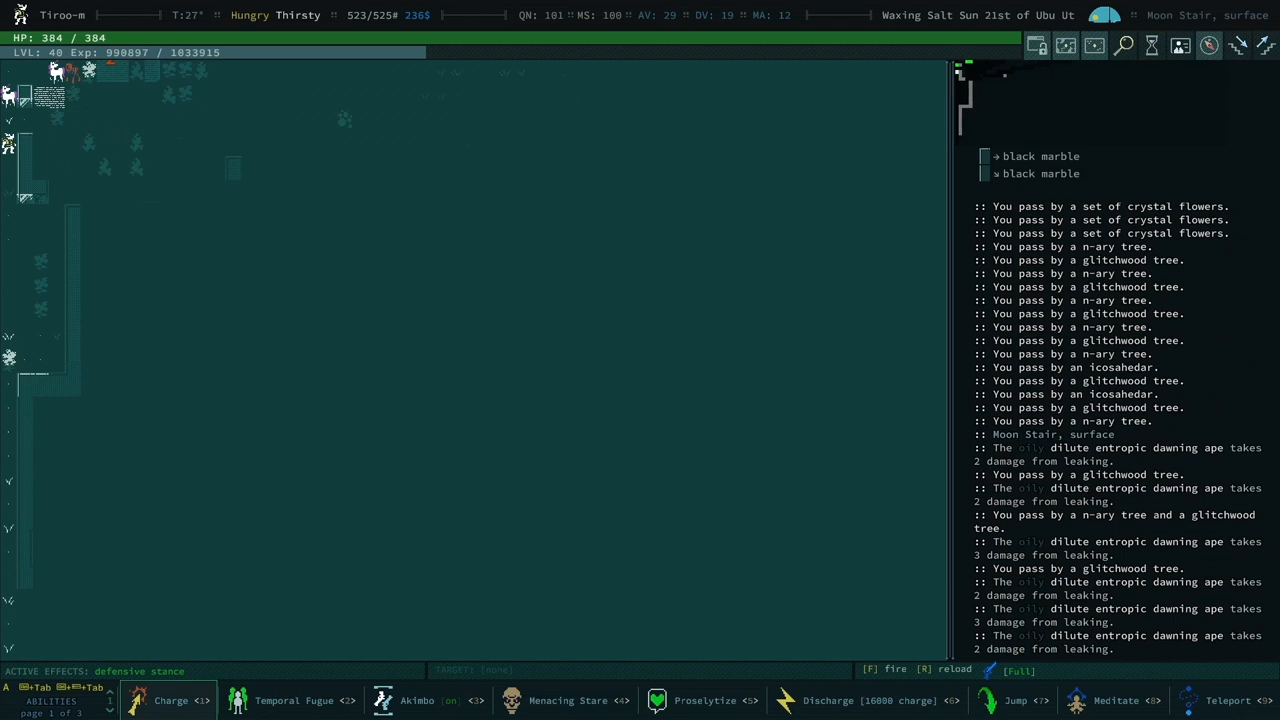 Tiroo-m T:27° :: Hungry Thirsty :: 523/525# 236$ QN: 101 :: MS: 100 :: AV: 29 :: DV: 19 :: MA: 12 Waxing Salt Sun 21st of Ubu Ut :: Moon Stair, surface
HP: 384 / 384
LVL: 40 Exp: 990897 / 1033915
2
→ black marble
↘ black marble
:: You pass by a set of crystal flowers.
:: You pass by a set of crystal flowers.
:: You pass by a set of crystal flowers.
:: You pass by a n-ary tree.
:: You pass by a glitchwood tree.
:: You pass by a n-ary tree.
:: You pass by a glitchwood tree.
:: You pass by a n-ary tree.
:: You pass by a glitchwood tree.
:: You pass by a n-ary tree.
:: You pass by a glitchwood tree.
:: You pass by a n-ary tree.
:: You pass by an icosahedar.
:: You pass by a glitchwood tree.
:: You pass by an icosahedar.
:: You pass by a glitchwood tree.
:: You pass by a n-ary tree.
:: Moon Stair, surface
:: The oily dilute entropic dawning ape takes
2 damage from leaking.
:: You pass by a glitchwood tree.
:: The oily dilute entropic dawning ape takes
2 damage from leaking.
:: You pass by a n-ary tree and a glitchwood
tree.
:: The oily dilute entropic dawning ape takes
3 damage from leaking.
:: You pass by a glitchwood tree.
:: The oily dilute entropic dawning ape takes
2 damage from leaking.
:: The oily dilute entropic dawning ape takes
3 damage from leaking.
:: The oily dilute entropic dawning ape takes
2 damage from leaking.
ACTIVE EFFECTS: defensive stance TARGET: [none] [F] fire [R] reload [Full]
A +Tab +Tab
ABILITIES 1
page 1 of 3
Charge <1> Temporal Fugue <2> Akimbo [on] <3> Menacing Stare <4> Proselytize <5> Discharge [16000 charge] <6> Jump <7> Meditate <8> Teleport <9>